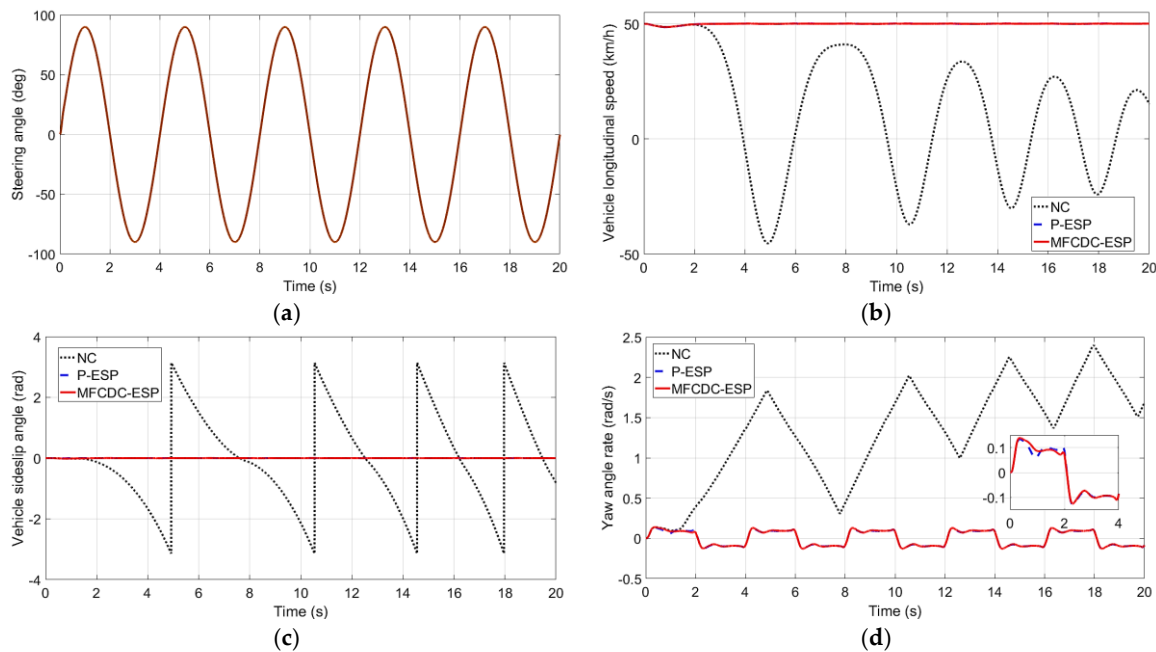 100
50
0
-50
-100
Steering angle (deg)
0 2 4 6 8 10 12 14 16 18 20
Time (s)
(a)
50
0
-50
Vehicle longitudinal speed (km/h)
NC
P-ESP
MFCDC-ESP
0 2 4 6 8 10 12 14 16 18 20
Time (s)
(b)
4
2
0
-2
-4
Vehicle sideslip angle (rad)
NC
P-ESP
MFCDC-ESP
0 2 4 6 8 10 12 14 16 18 20
Time (s)
(c)
2.5
2
1.5
1
0.5
0
-0.5
Yaw angle rate (rad/s)
NC
P-ESP
MFCDC-ESP
0.1
0
-0.1
0 2 4
0 2 4 6 8 10 12 14 16 18 20
Time (s)
(d)